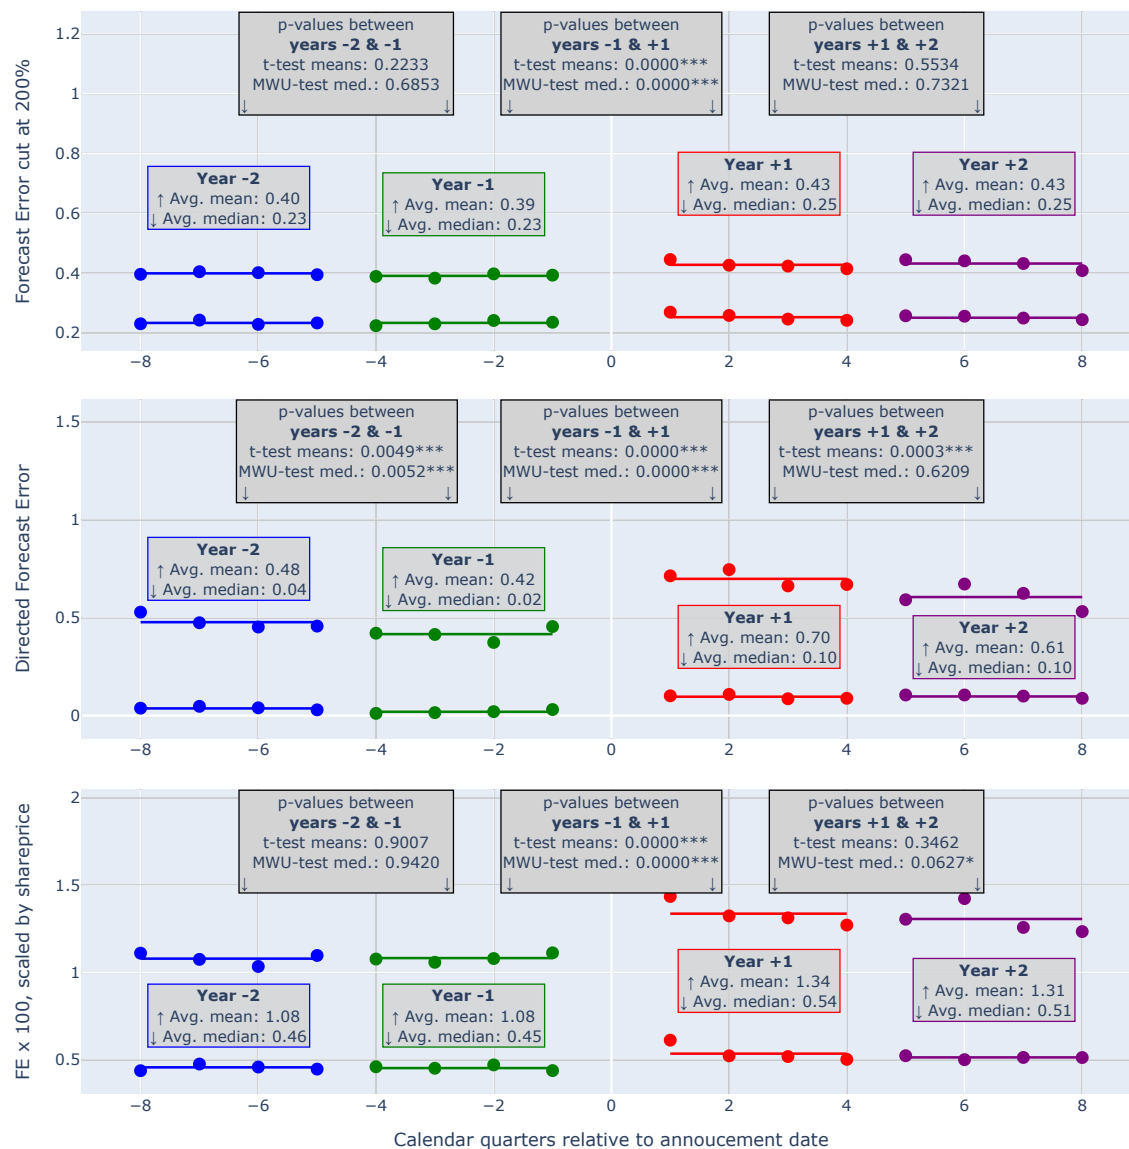 p-values between
years -2 & -1
t-test means: 0.2233
MWU-test med.: 0.6853
↓ ↓
p-values between
years -1 & +1
t-test means: 0.0000***
MWU-test med.: 0.0000***
↓ ↓
p-values between
years +1 & +2
t-test means: 0.5534
MWU-test med.: 0.7321
↓ ↓
Forecast Error cut at 200%
1.2
1
0.8
0.6
0.4
0.2
Year -2
↑ Avg. mean: 0.40
↓ Avg. median: 0.23
Year -1
↑ Avg. mean: 0.39
↓ Avg. median: 0.23
Year +1
↑ Avg. mean: 0.43
↓ Avg. median: 0.25
Year +2
↑ Avg. mean: 0.43
↓ Avg. median: 0.25
−8 −6 −4 −2 0 2 4 6 8
p-values between
years -2 & -1
t-test means: 0.0049***
MWU-test med.: 0.0052***
↓ ↓
p-values between
years -1 & +1
t-test means: 0.0000***
MWU-test med.: 0.0000***
↓ ↓
p-values between
years +1 & +2
t-test means: 0.0003***
MWU-test med.: 0.6209
↓ ↓
Directed Forecast Error
1.5
1
0.5
0
Year -2
↑ Avg. mean: 0.48
↓ Avg. median: 0.04
Year -1
↑ Avg. mean: 0.42
↓ Avg. median: 0.02
Year +1
↑ Avg. mean: 0.70
↓ Avg. median: 0.10
Year +2
↑ Avg. mean: 0.61
↓ Avg. median: 0.10
−8 −6 −4 −2 0 2 4 6 8
p-values between
years -2 & -1
t-test means: 0.9007
MWU-test med.: 0.9420
↓ ↓
p-values between
years -1 & +1
t-test means: 0.0000***
MWU-test med.: 0.0000***
↓ ↓
p-values between
years +1 & +2
t-test means: 0.3462
MWU-test med.: 0.0627*
↓ ↓
FE x 100, scaled by shareprice
2
1.5
1
0.5
Year -2
↑ Avg. mean: 1.08
↓ Avg. median: 0.46
Year -1
↑ Avg. mean: 1.08
↓ Avg. median: 0.45
Year +1
↑ Avg. mean: 1.34
↓ Avg. median: 0.54
Year +2
↑ Avg. mean: 1.31
↓ Avg. median: 0.51
−8 −6 −4 −2 0 2 4 6 8
Calendar quarters relative to annoucement date